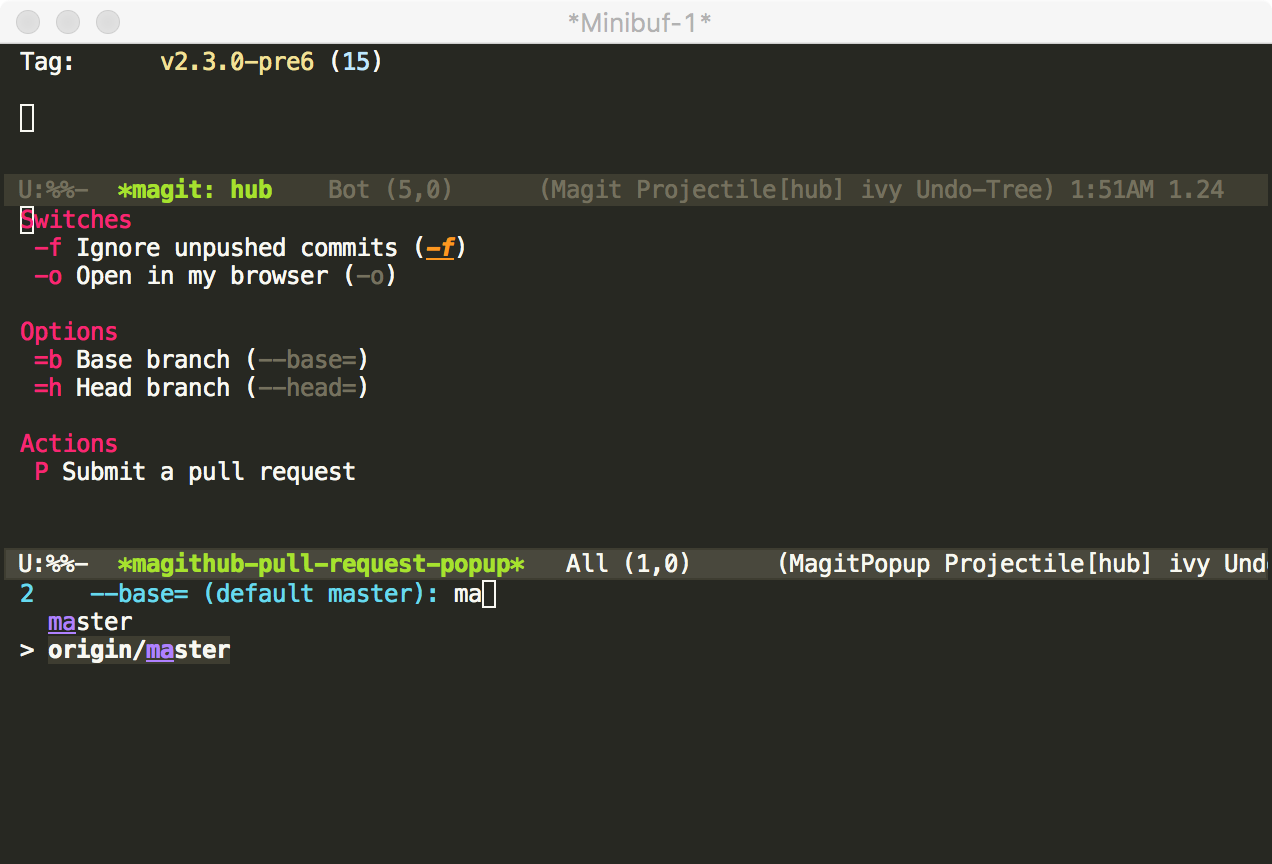 *Minibuf-1*
Tag:      v2.3.0-pre6 (15)
U:%%-  *magit: hub    Bot (5,0)      (Magit Projectile[hub] ivy Undo-Tree) 1:51AM 1.24
Switches
 -f Ignore unpushed commits (-f)
 -o Open in my browser (-o)
Options
 =b Base branch (--base=)
 =h Head branch (--head=)
Actions
 P Submit a pull request
U:%%-  *magithub-pull-request-popup*   All (1,0)      (MagitPopup Projectile[hub] ivy Und
2    --base= (default master): ma
  master
> origin/master